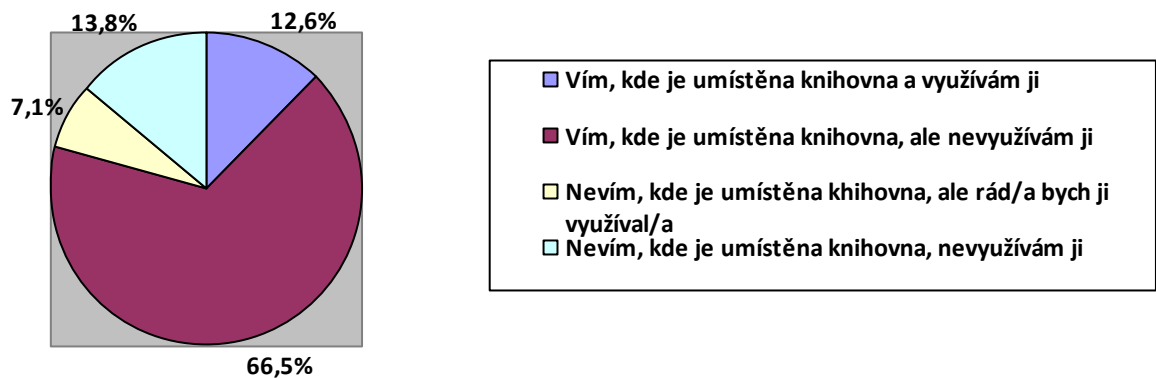 13,8%
12,6%
7,1%
66,5%
Vím, kde je umístěna knihovna a využívám ji
Vím, kde je umístěna knihovna, ale nevyužívám ji
Nevím, kde je umístěna khihovna, ale rád/a bych ji
využíval/a
Nevím, kde je umístěna knihovna, nevyužívám ji